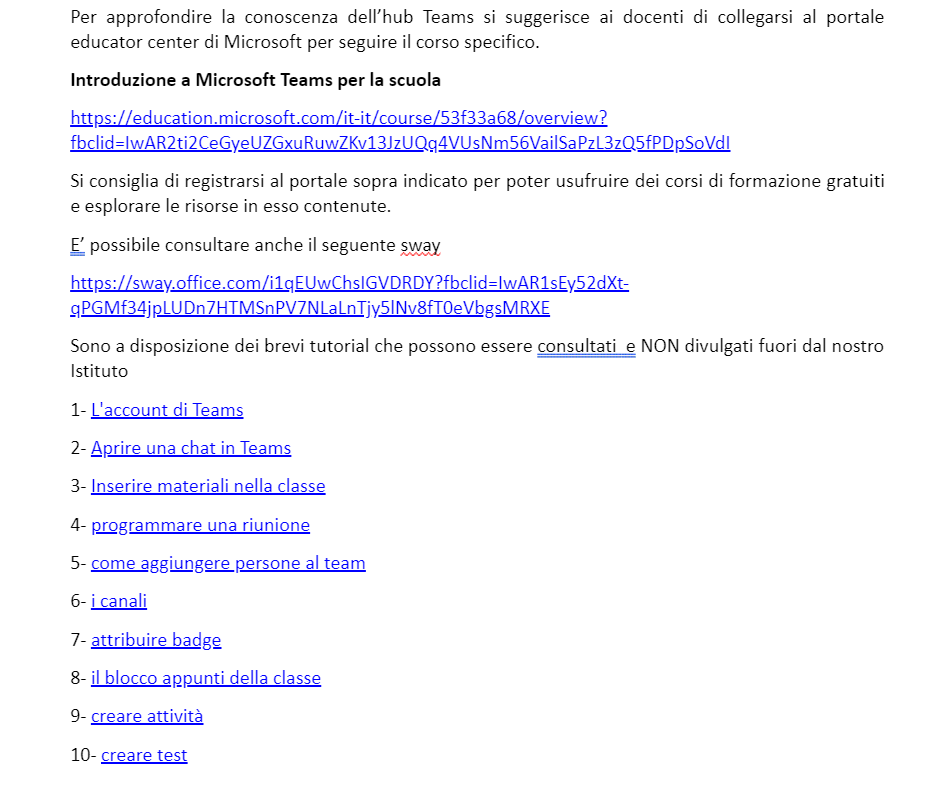 Per approfondire la conoscenza dell’hub Teams si suggerisce ai docenti di collegarsi al portale
educator center di Microsoft per seguire il corso specifico.
Introduzione a Microsoft Teams per la scuola
https://education.microsoft.com/it-it/course/53f33a68/overview?
fbclid=IwAR2ti2CeGyeUZGxuRuwZKv13JzUQq4VUsNm56VailSaPzL3zQ5fPDpSoVdI
Si consiglia di registrarsi al portale sopra indicato per poter usufruire dei corsi di formazione gratuiti
e esplorare le risorse in esso contenute.
E’ possibile consultare anche il seguente sway
https://sway.office.com/i1qEUwChsIGVDRDY?fbclid=IwAR1sEy52dXt-
qPGMf34jpLUDn7HTMSnPV7NLaLnTjy5lNv8fT0eVbgsMRXE
Sono a disposizione dei brevi tutorial che possono essere consultati  e NON divulgati fuori dal nostro
Istituto
1- L'account di Teams
2- Aprire una chat in Teams
3- Inserire materiali nella classe
4- programmare una riunione
5- come aggiungere persone al team
6- i canali
7- attribuire badge
8- il blocco appunti della classe
9- creare attività
10- creare test